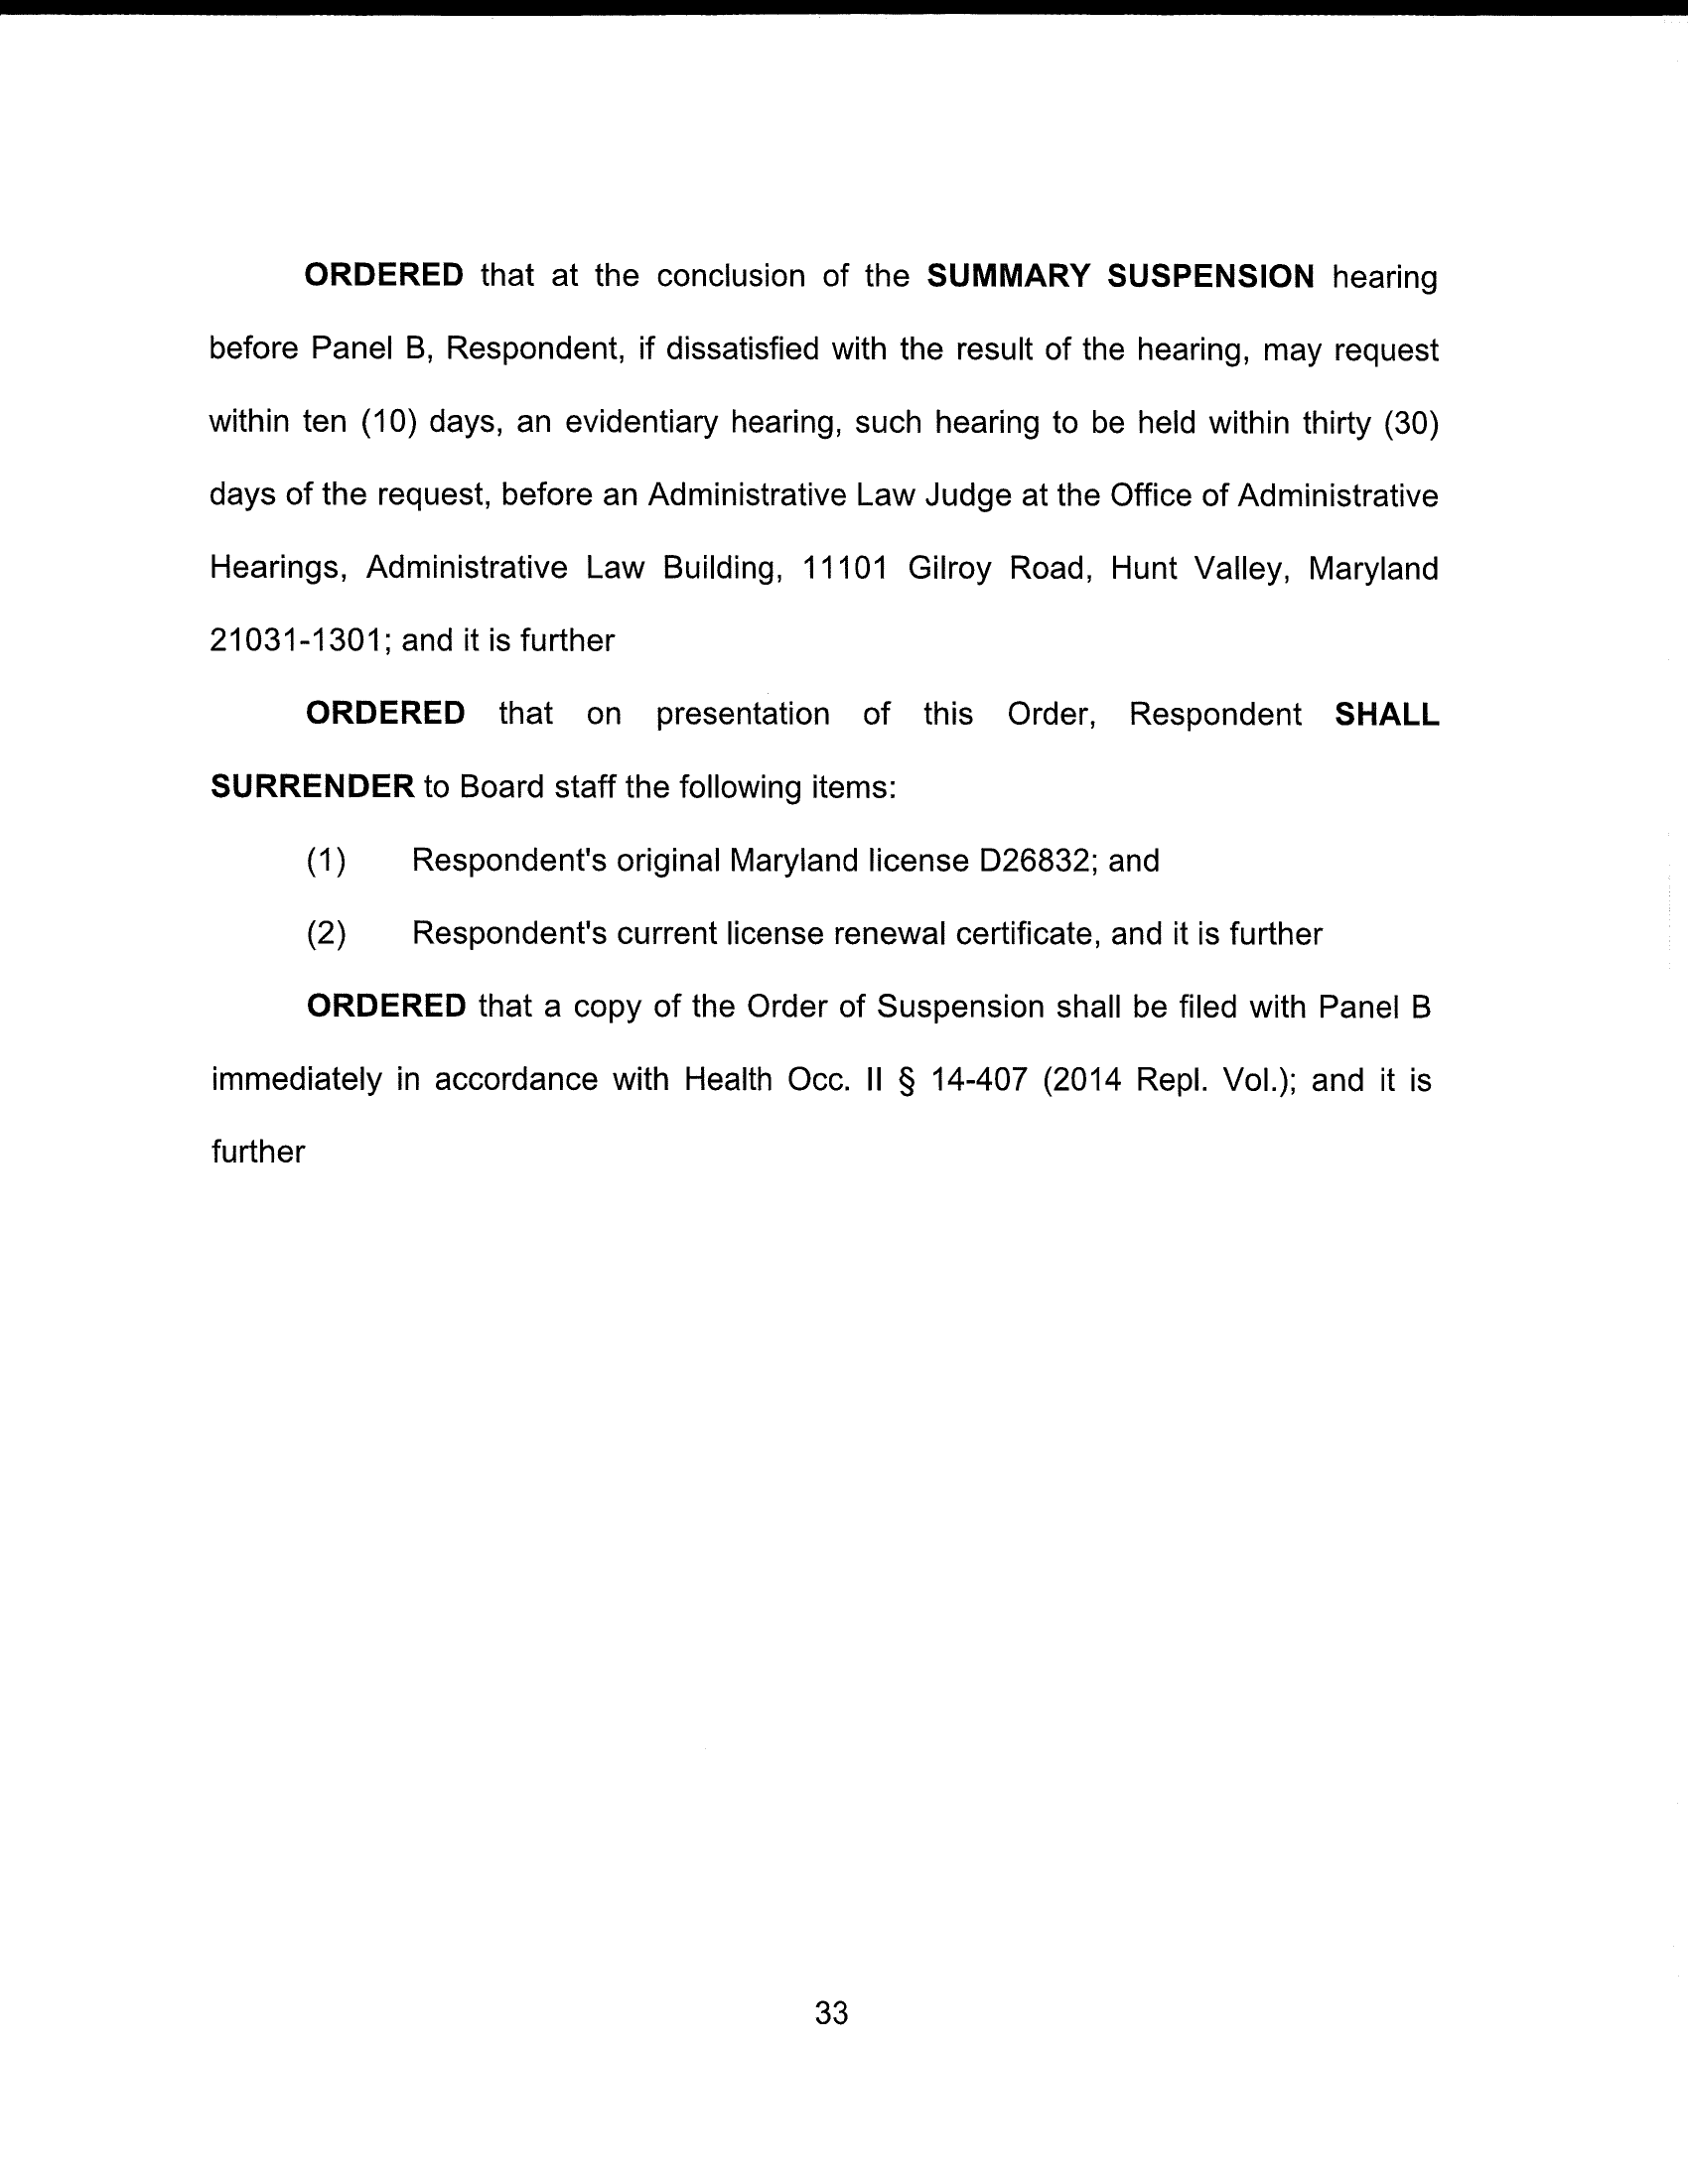 ORDERED that at the conclusion of the SUMMARY SUSPENSION hearing
before Panel B, Respondent, if dissatisfied with the result of the hearing, may request
within ten (10) days, an evidentiary hearing, such hearing to be held within thirty (30)
days of the request, before an Administrative Law Judge at the Office of Administrative
Hearings, Administrative Law Building, 11101 Gilroy Road, Hunt Valley, Maryland
21031-1301; and it is further
ORDERED that on presentation of this Order, Respondent SHALL
SURRENDER to Board staff the following items:
(1) Respondent's original Maryland license D26832; and
(2) Respondent's current license renewal certificate, and it is further
ORDERED that a copy of the Order of Suspension shall be filed with Panel B
immediately in accordance with Health Occ. II § 14-407 (2014 Repl. Vol.); and it is
further
33